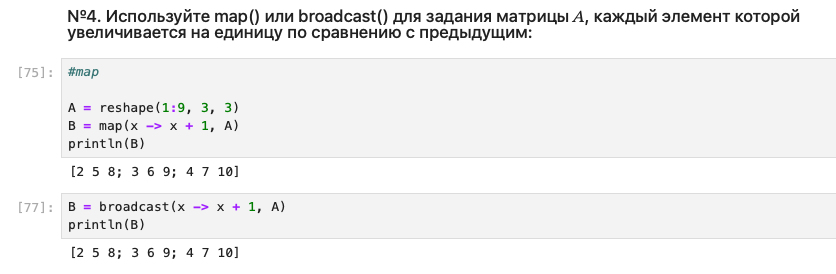 №4. Используйте map() или broadcast() для задания матрицы A, каждый элемент которой
увеличивается на единицу по сравнению с предыдущим:
[75]: #map
A = reshape(1:9, 3, 3)
B = map(x -> x + 1, A)
println(B)
[2 5 8; 3 6 9; 4 7 10]
[77]: B = broadcast(x -> x + 1, A)
println(B)
[2 5 8; 3 6 9; 4 7 10]